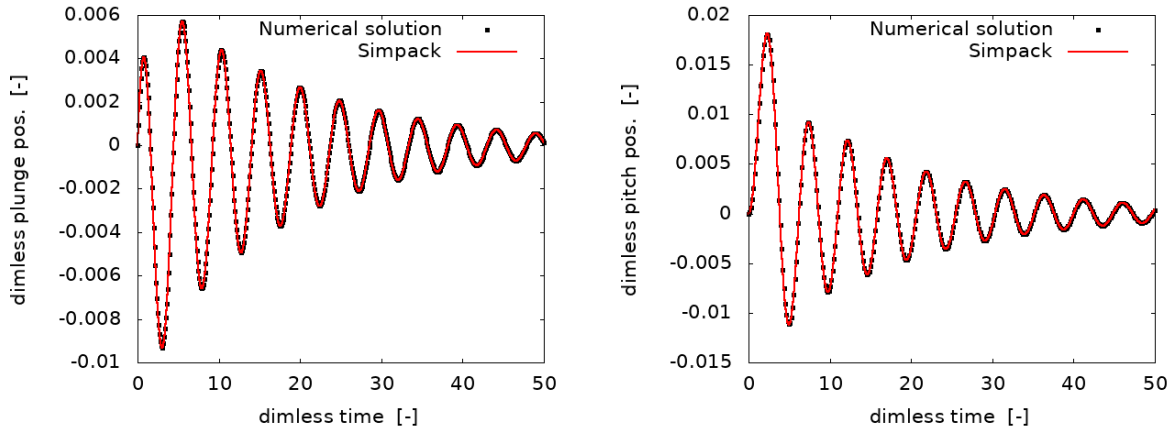 0.006
0.004
0.002
0
-0.002
-0.004
-0.006
-0.008
-0.01
0 10 20 30 40 50
dimless plunge pos. [-]
dimless time [-]
Numerical solution
Simpack
0.02
0.015
0.01
0.005
0
-0.005
-0.01
-0.015
0 10 20 30 40 50
dimless pitch pos. [-]
dimless time [-]
Numerical solution
Simpack